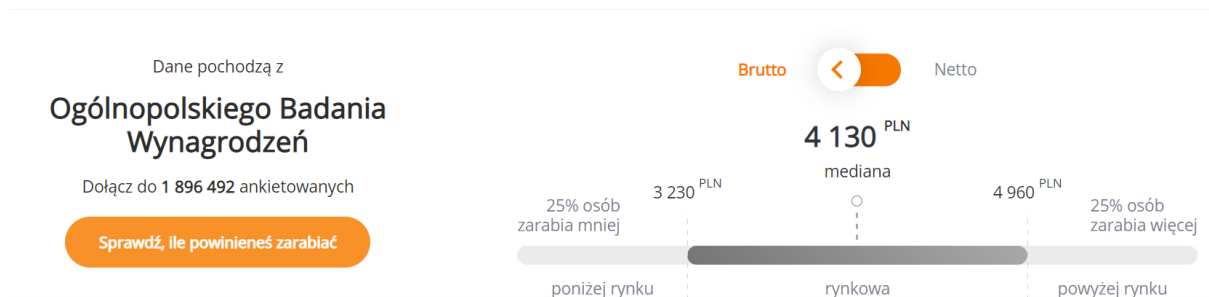 Dane pochodzą z
Ogólnopolskiego Badania
Wynagrodzeń
Dołącz do 1 896 492 ankietowanych
Sprawdź, ile powinieneś zarabiać
Brutto
Netto
4 130 PLN
mediana
3 230 PLN
4 960 PLN
25% osób
zarabia mniej
25% osób
zarabia więcej
poniżej rynku
rynkowa
powyżej rynku